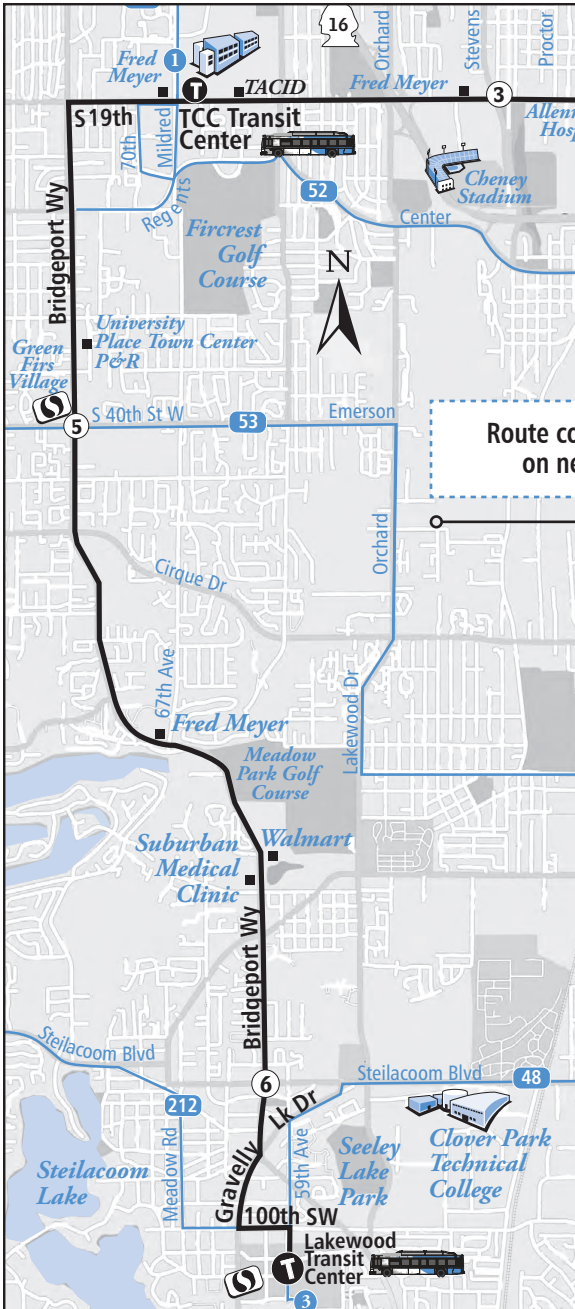 16
Orchard
Stevens
Proctor
Fred
Meyer
1
T
TACID
Fred Meyer
3
S 19th
70th
Mildred
TCC Transit
Center
Allenm
Hosp
Regents
52
Center
Cheney
Stadium
Bridgeport Wy
Fircrest
Golf
Course
N
University
Place Town Center
P&R
Green
Firs
Village
S
5
S 40th St W
53
Emerson
Route co
on ne
Orchard
Cirque Dr
67th Ave
Fred Meyer
Lakewood Dr
Meadow
Park Golf
Course
Suburban
Medical
Clinic
Walmart
Bridgeport Wy
Steilacoom Blvd
6
Steilacoom Blvd
48
212
Gravelly Lk Dr
59th Ave
Meadow Rd
Steilacoom
Lake
Seeley
Lake
Park
Clover Park
Technical
College
100th SW
Lakewood
Transit
Center
T
S
3